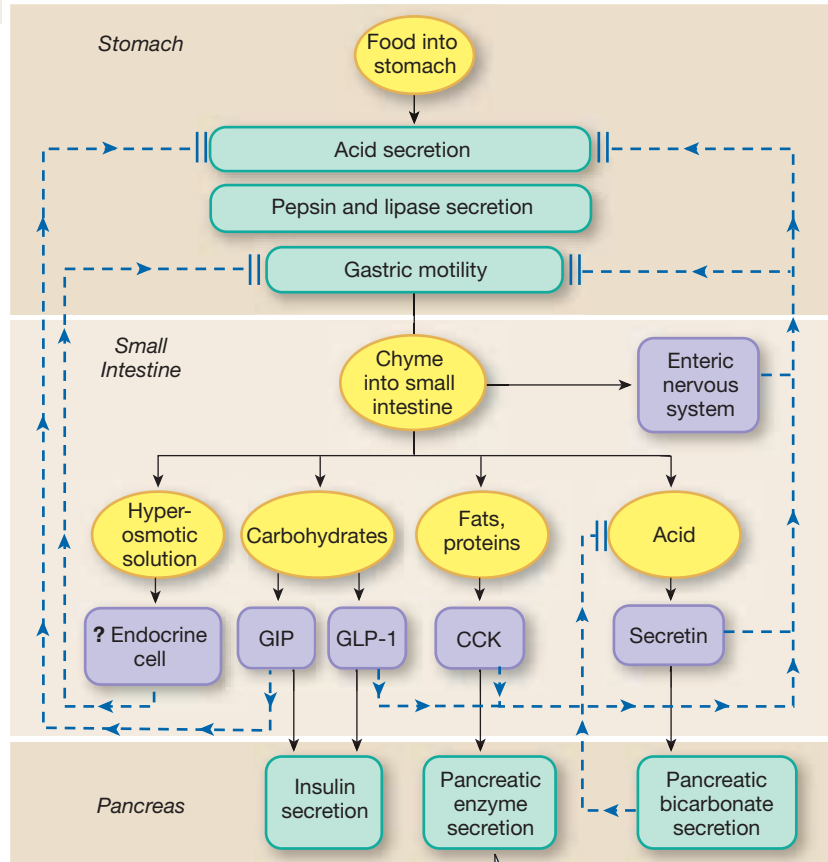 Stomach
Food into
stomach
Acid secretion
Pepsin and lipase secretion
Gastric motility
Small
Intestine
Chyme
into small
intestine
Enteric
nervous
system
Hyper-
osmotic
solution
Carbohydrates
Fats,
proteins
Acid
? Endocrine
cell
GIP
GLP-1
CCK
Secretin
Pancreas
Insulin
secretion
Pancreatic
enzyme
secretion
Pancreatic
bicarbonate
secretion